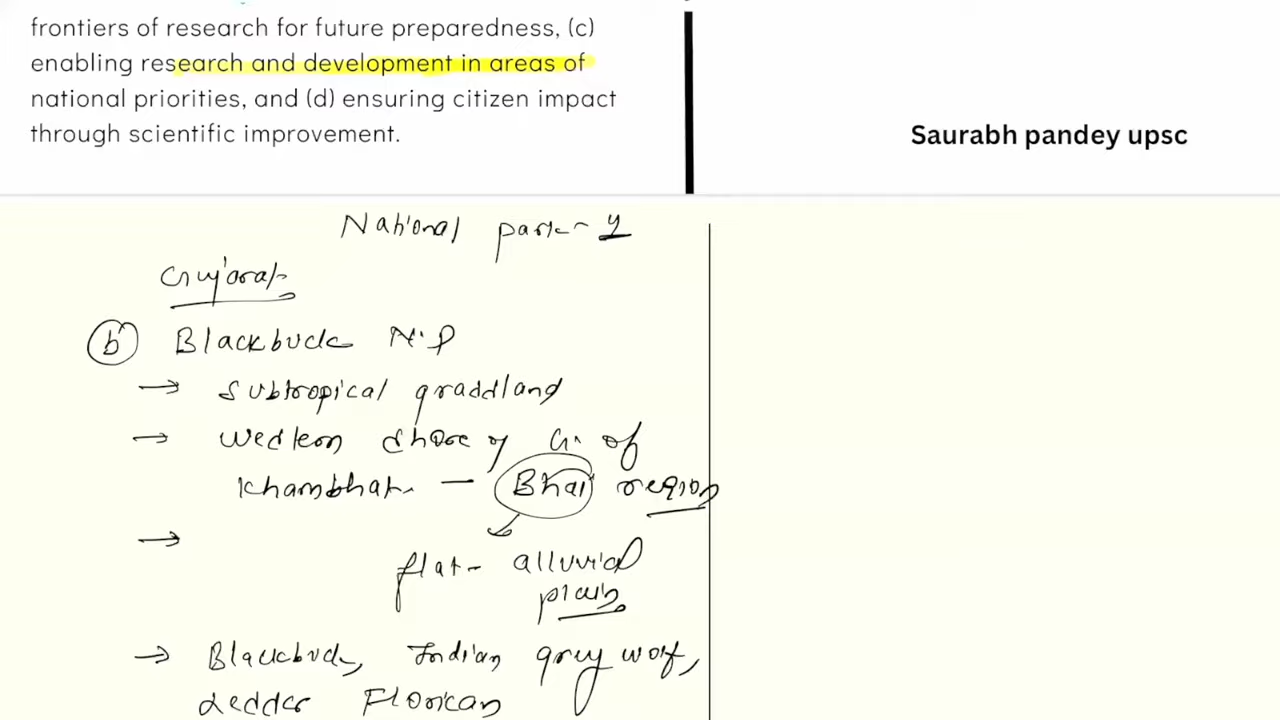 frontiers of research for future preparedness, (c)
enabling research and development in areas of
national priorities, and (d) ensuring citizen impact
through scientific improvement.
Saurabh pandey upsc
National park-
Gujarat
(b) Blackbuck N.P
→ Subtropical grassland
→ Western shore of G. of
Khambhat — Bhal region
→
flat- alluvial
plain
→ Blackbuck, Indian grey wolf,
Lesser Florican